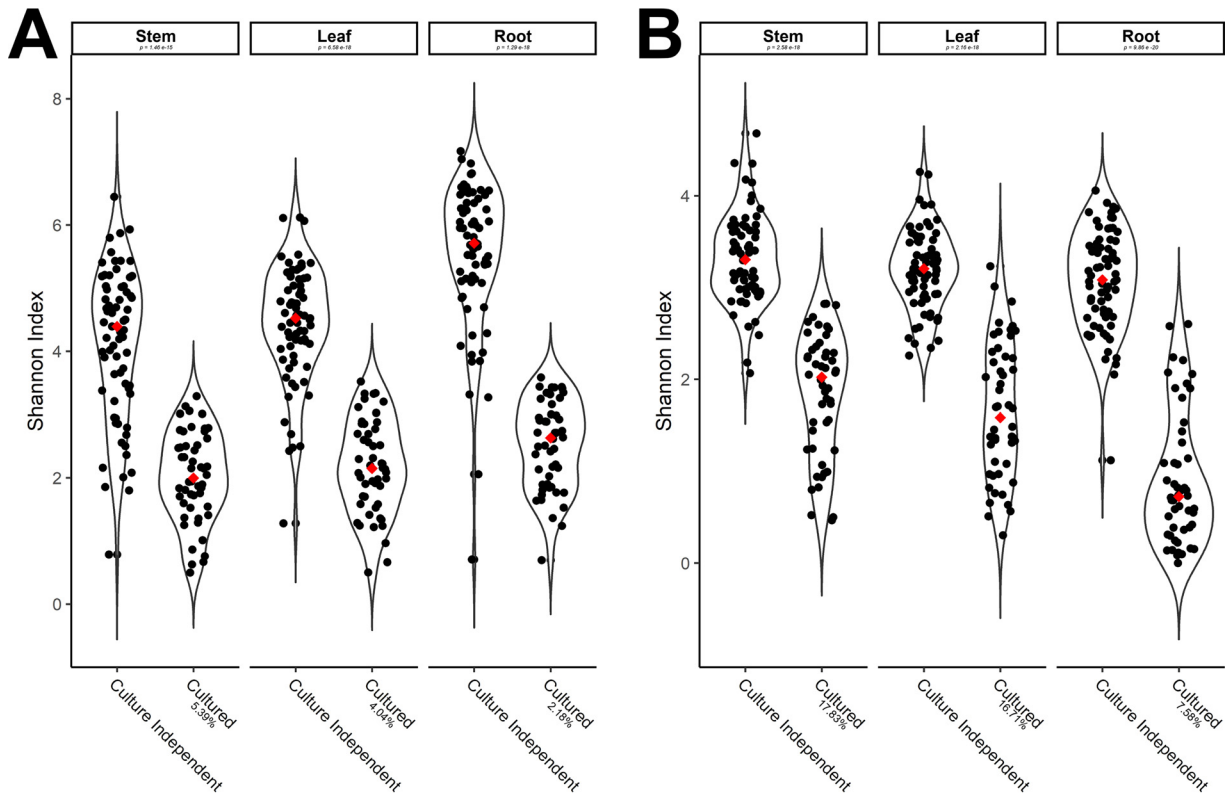 A
Stem
p = 1.46 e-15
Leaf
p = 6.58 e-18
Root
p = 1.29 e-18
Shannon Index
8
6
4
2
0
Culture Independent
Cultured
5.39%
Culture Independent
Cultured
4.04%
Culture Independent
Cultured
2.18%
B
Stem
p = 2.58 e-18
Leaf
p = 2.16 e-18
Root
p = 9.86 e -20
Shannon Index
4
2
0
Culture Independent
Cultured
17.83%
Culture Independent
Cultured
16.71%
Culture Independent
Cultured
7.58%